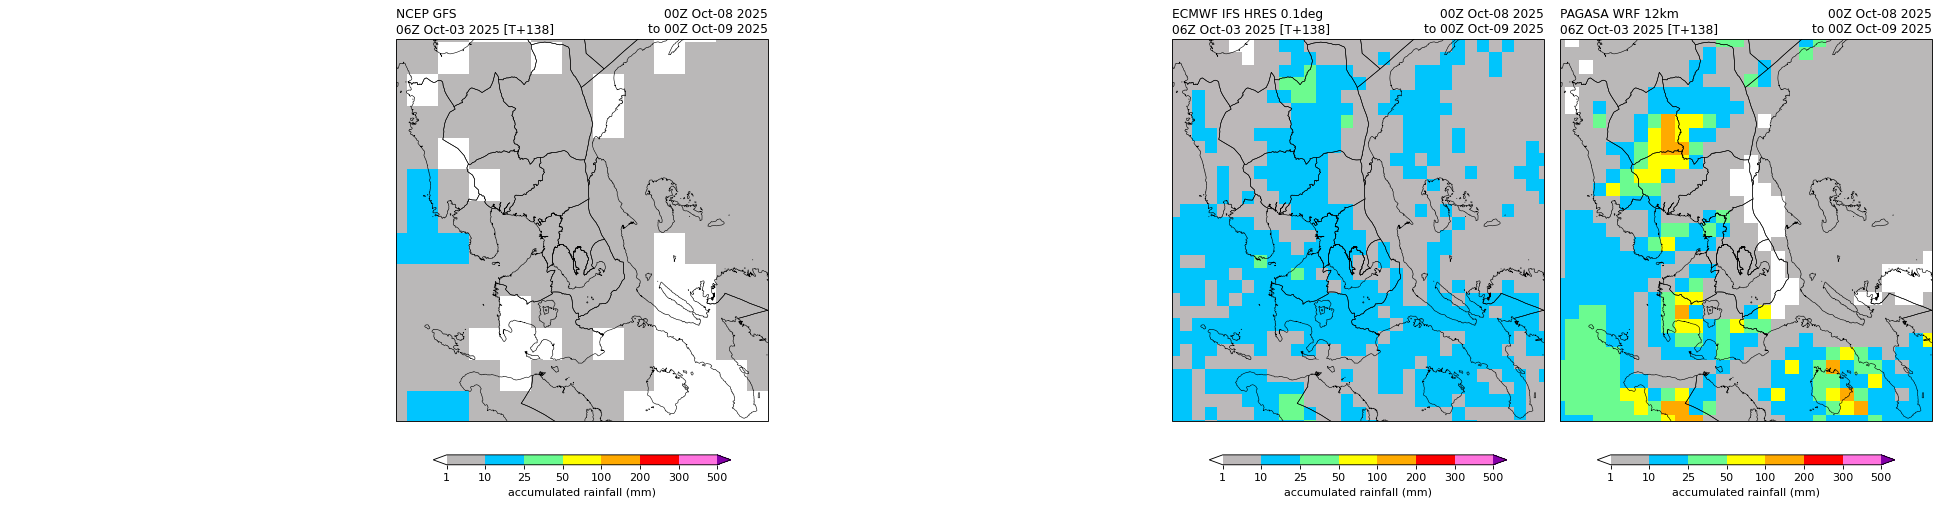 NCEP GFS
00Z Oct-08 2025
06Z Oct-03 2025 [T+138]
to 00Z Oct-09 2025
1 10 25 50 100 200 300 500
accumulated rainfall (mm)
ECMWF IFS HRES 0.1deg
00Z Oct-08 2025
06Z Oct-03 2025 [T+138]
to 00Z Oct-09 2025
1 10 25 50 100 200 300 500
accumulated rainfall (mm)
PAGASA WRF 12km
00Z Oct-08 2025
06Z Oct-03 2025 [T+138]
to 00Z Oct-09 2025
1 10 25 50 100 200 300 500
accumulated rainfall (mm)